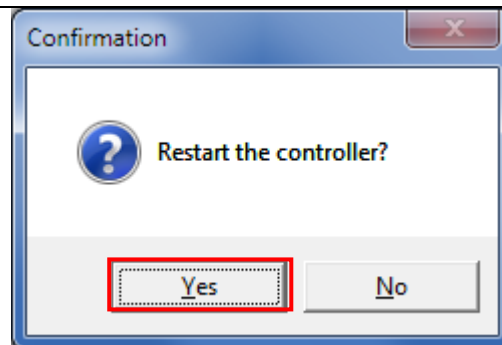 Confirmation
Restart the controller?
Yes
No